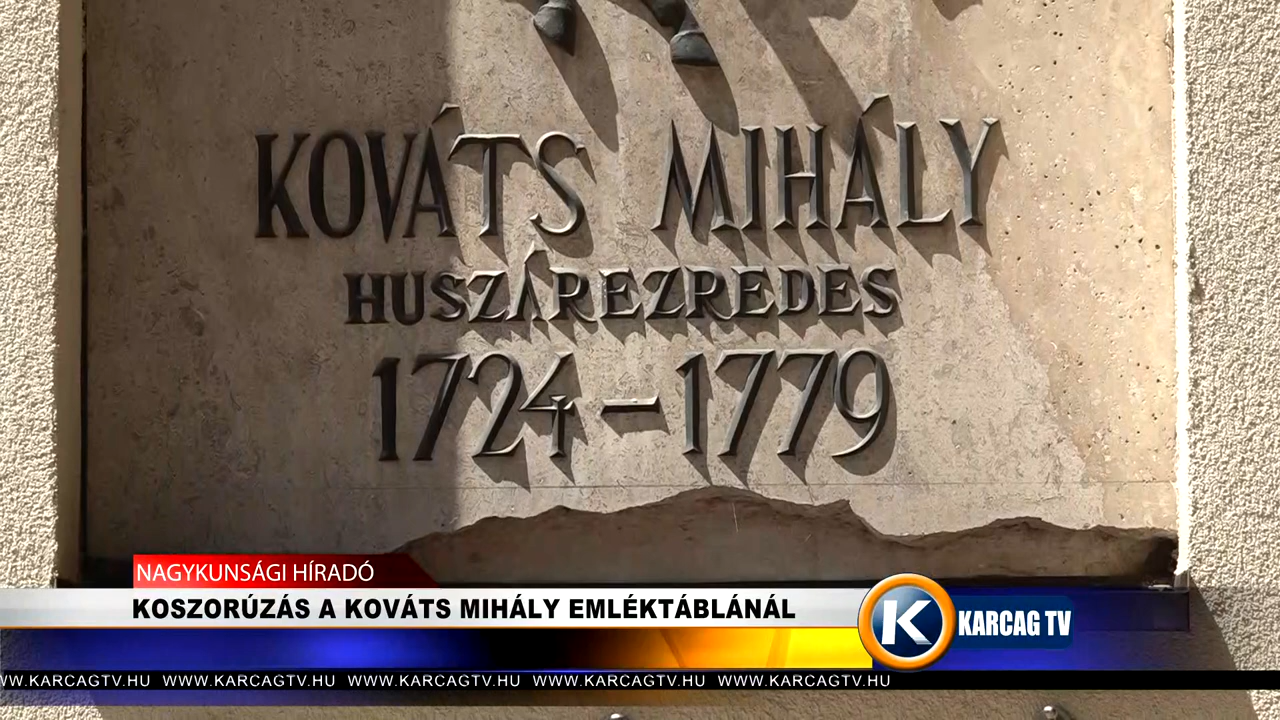 KOVÁTS MIHÁLY
HUSZÁREZREDES
1724-1779
NAGYKUNSÁGI HÍRADÓ
KOSZORÚZÁS A KOVÁTS MIHÁLY EMLÉKTÁBLÁNÁL
K KARCAG TV
WWW.KARCAGTV.HU WWW.KARCAGTV.HU WWW.KARCAGTV.HU WWW.KARCAGTV.HU WWW.KARCAGTV.HU